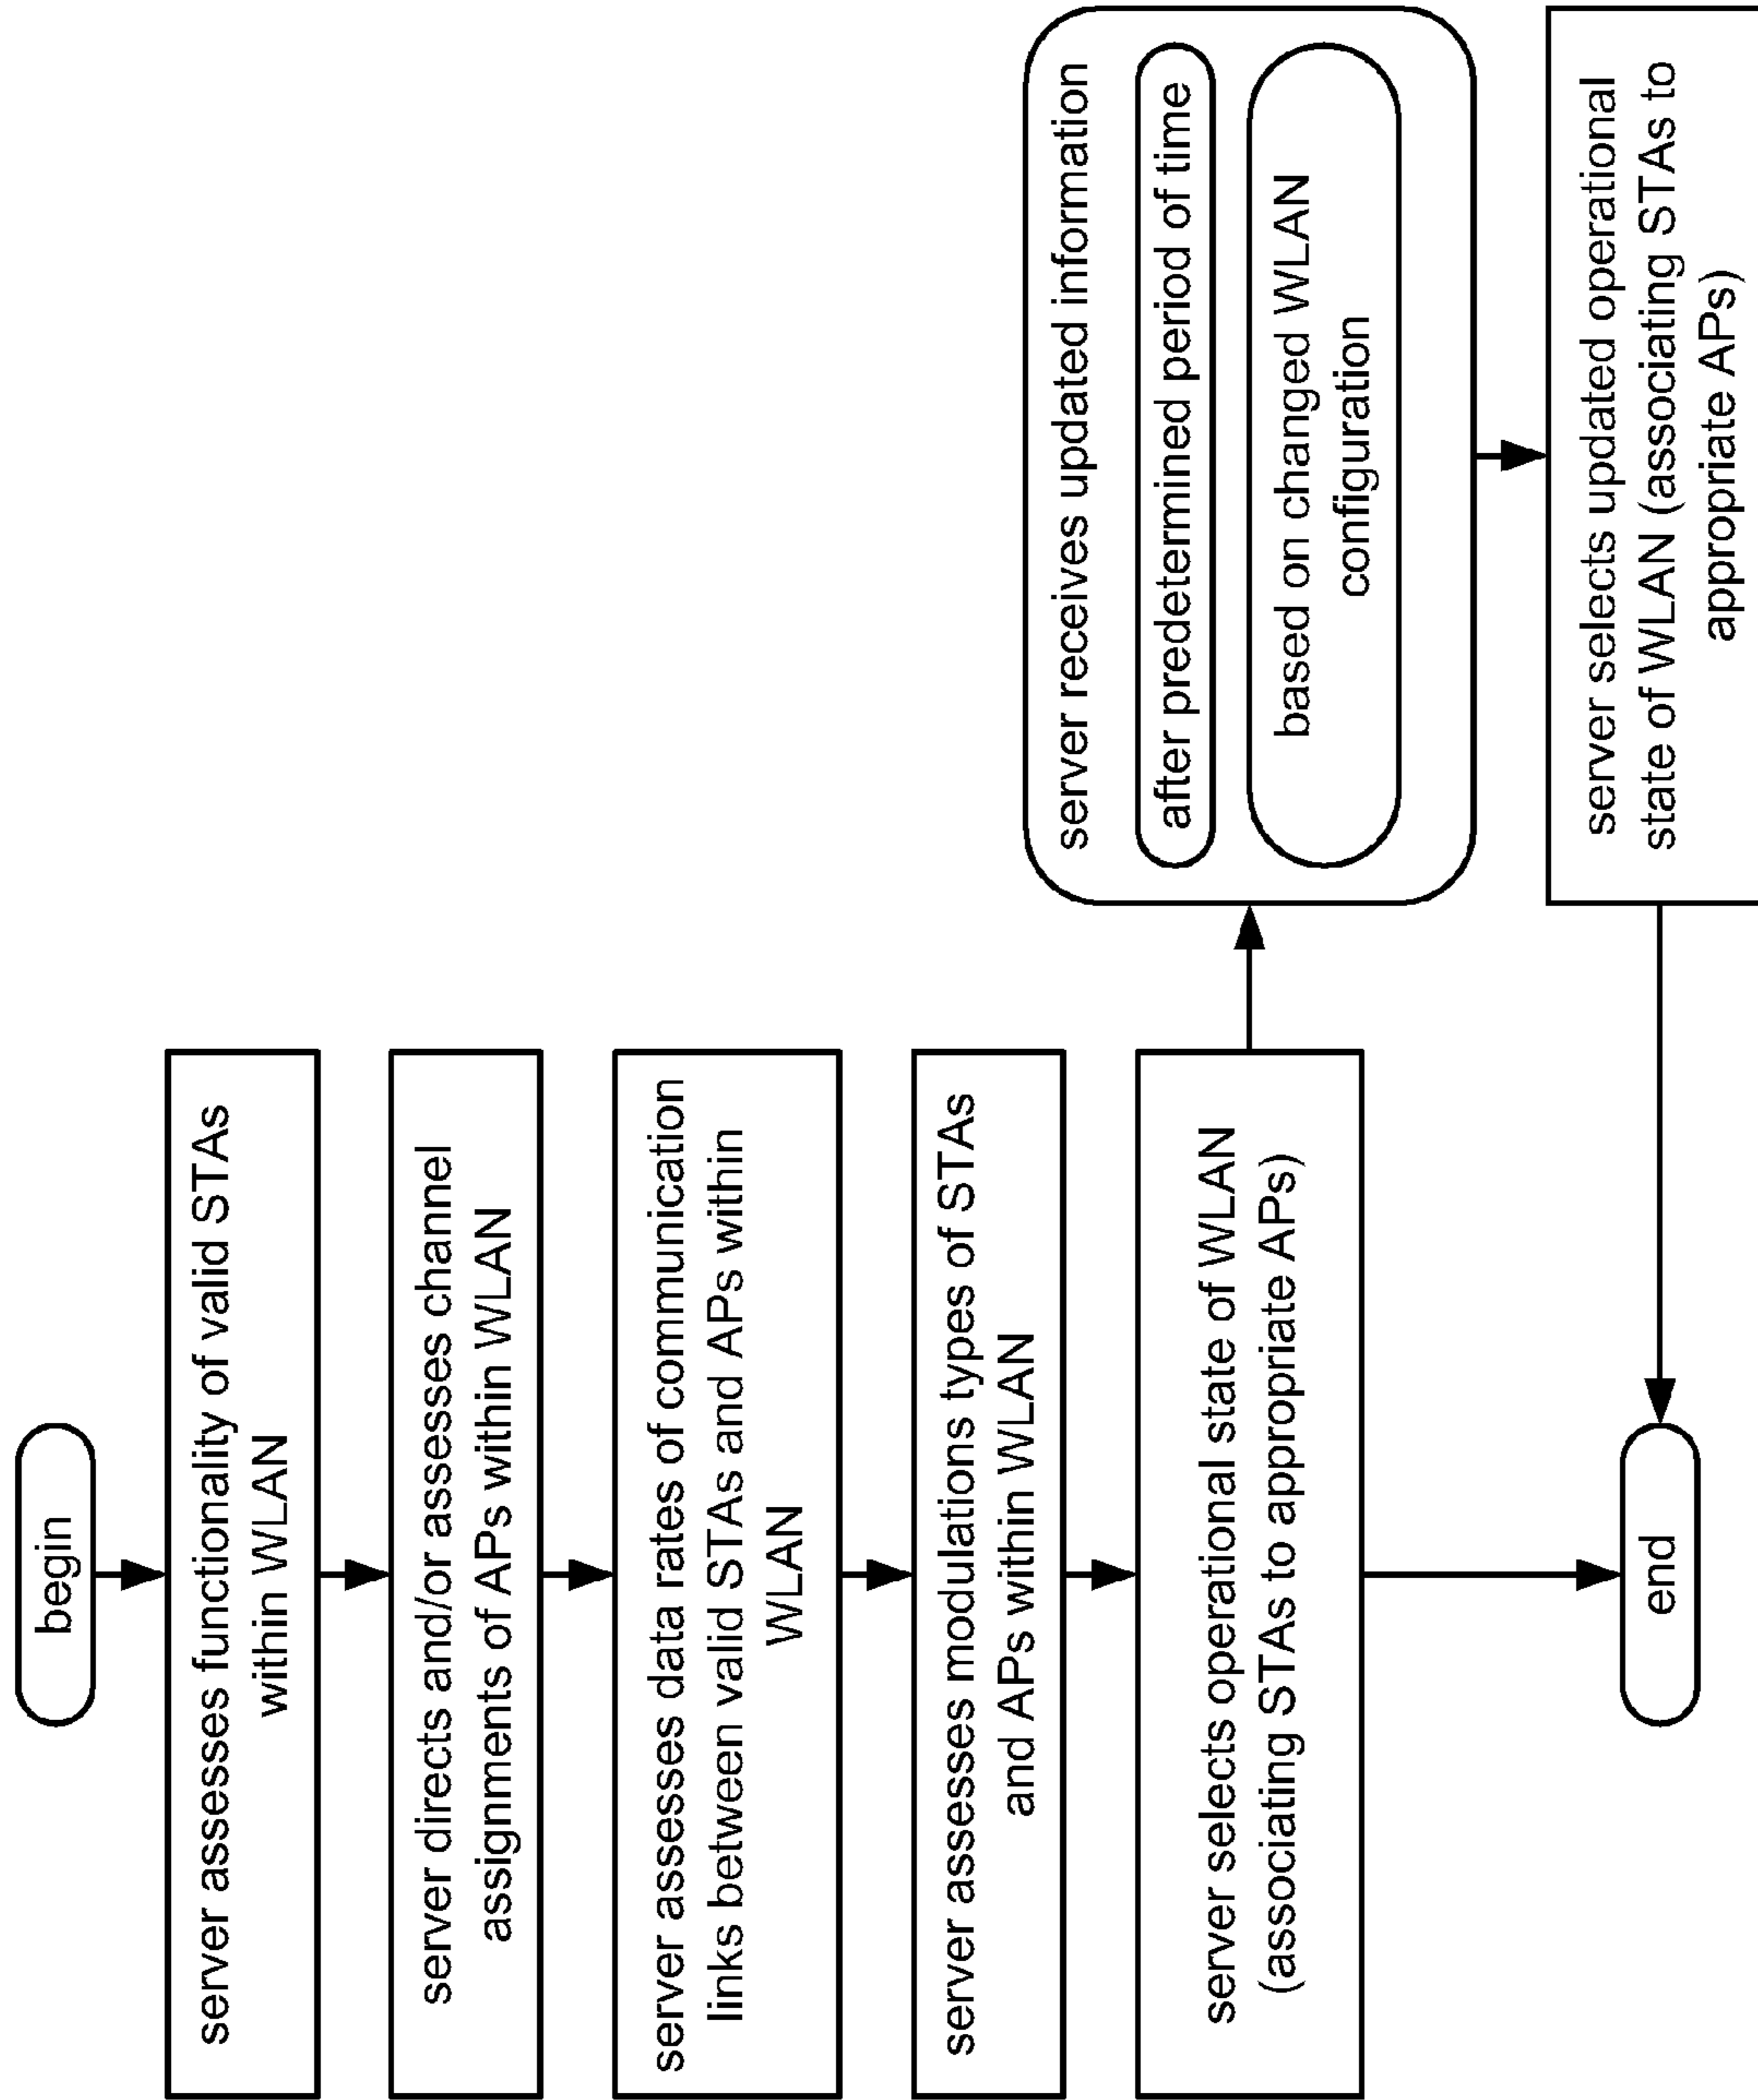 begin
server assesses functionality of valid STAs
within WLAN
server directs and/or assesses channel
assignments of APs within WLAN
server assesses data rates of communication
links between valid STAs and APs within
WLAN
server assesses modulations types of STAs
and APs within WLAN
server selects operational state of WLAN
(associating STAs to appropriate APs)
server receives updated information
after predetermined period of time
based on changed WLAN
configuration
server selects updated operational
state of WLAN (associating STAs to
appropriate APs)
end